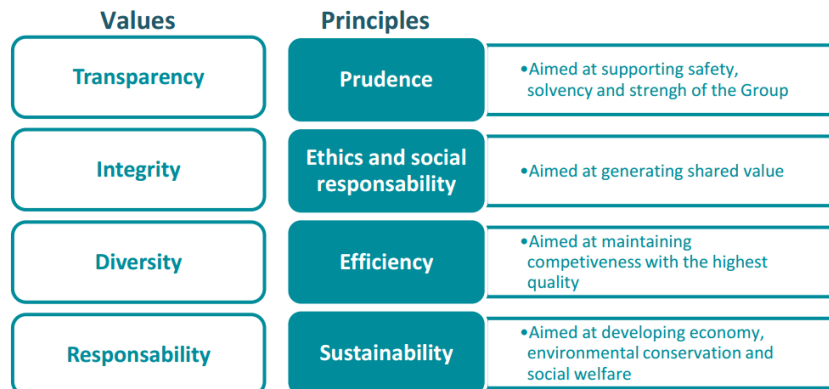 Values
Principles
Transparency
Prudence
•Aimed at supporting safety,
solvency and strengh of the Group
Integrity
Ethics and social
responsability
•Aimed at generating shared value
Diversity
Efficiency
•Aimed at maintaining
competiveness with the highest
quality
Responsability
Sustainability
•Aimed at developing economy,
environmental conservation and
social welfare